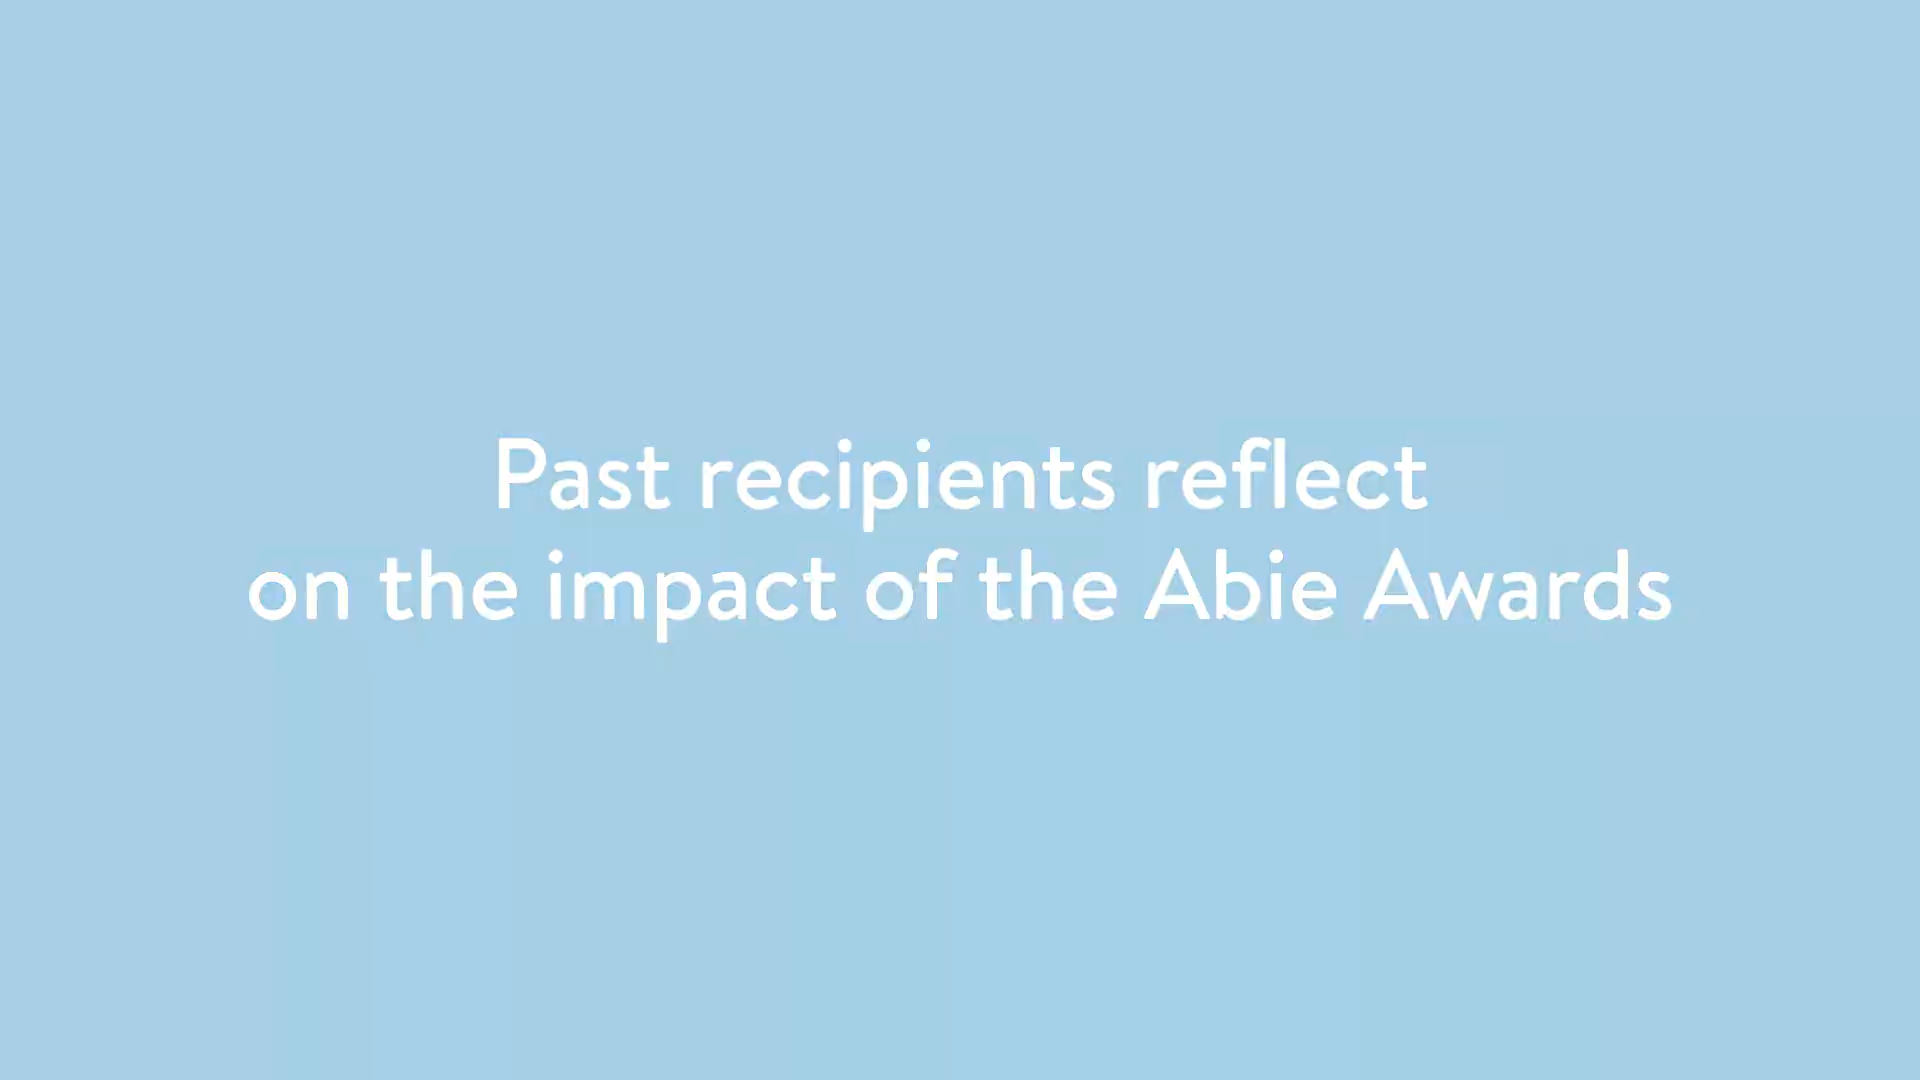 Past recipients reflect
on the impact of the Abie Awards